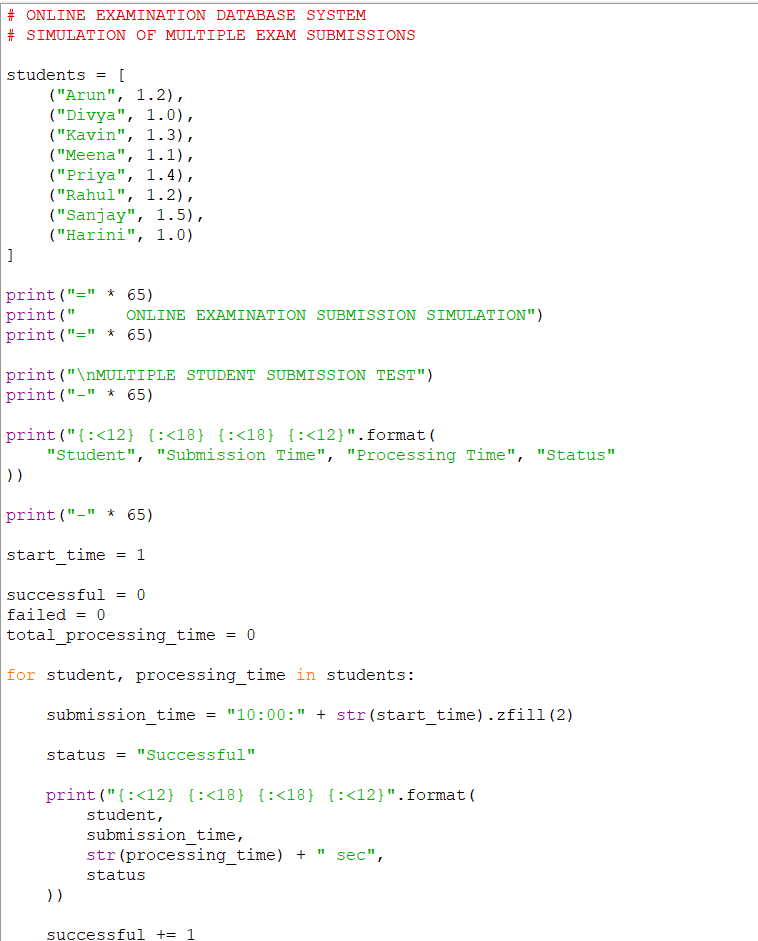 # ONLINE EXAMINATION DATABASE SYSTEM
# SIMULATION OF MULTIPLE EXAM SUBMISSIONS

students = [
    ("Arun", 1.2),
    ("Divya", 1.0),
    ("Kavin", 1.3),
    ("Meena", 1.1),
    ("Priya", 1.4),
    ("Rahul", 1.2),
    ("Sanjay", 1.5),
    ("Harini", 1.0)
]

print("=" * 65)
print("     ONLINE EXAMINATION SUBMISSION SIMULATION")
print("=" * 65)

print("\nMULTIPLE STUDENT SUBMISSION TEST")
print("-" * 65)

print("{:<12} {:<18} {:<18} {:<12}".format(
    "Student", "Submission Time", "Processing Time", "Status"
))

print("-" * 65)

start_time = 1

successful = 0
failed = 0
total_processing_time = 0

for student, processing_time in students:

    submission_time = "10:00:" + str(start_time).zfill(2)

    status = "Successful"

    print("{:<12} {:<18} {:<18} {:<12}".format(
        student,
        submission_time,
        str(processing_time) + " sec",
        status
    ))

    successful += 1